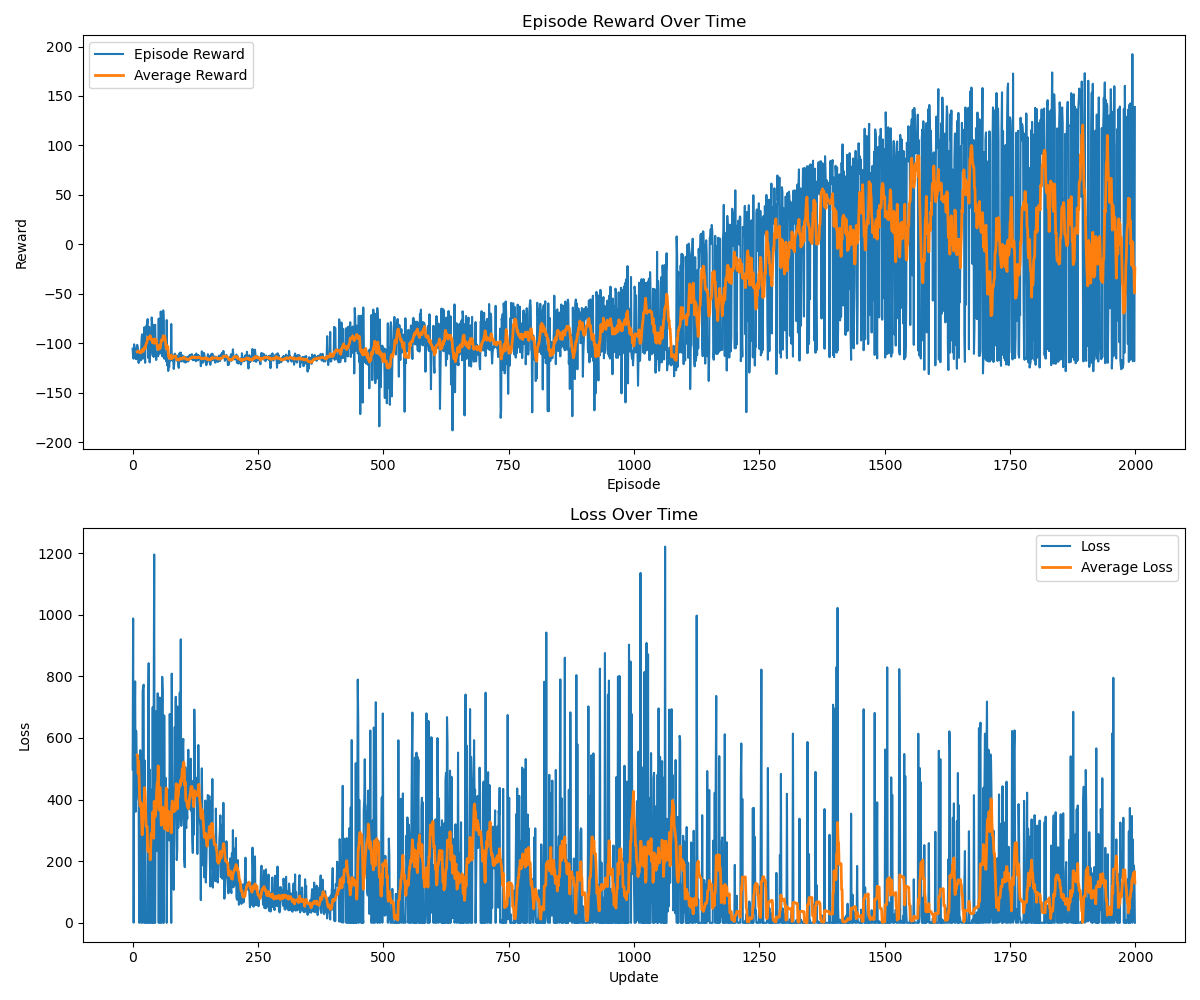 Episode Reward Over Time
Episode Reward
Average Reward
Reward
200
150
100
50
0
−50
−100
−150
−200
0 250 500 750 1000 1250 1500 1750 2000
Episode
Loss Over Time
Loss
Average Loss
Loss
1200
1000
800
600
400
200
0
0 250 500 750 1000 1250 1500 1750 2000
Update